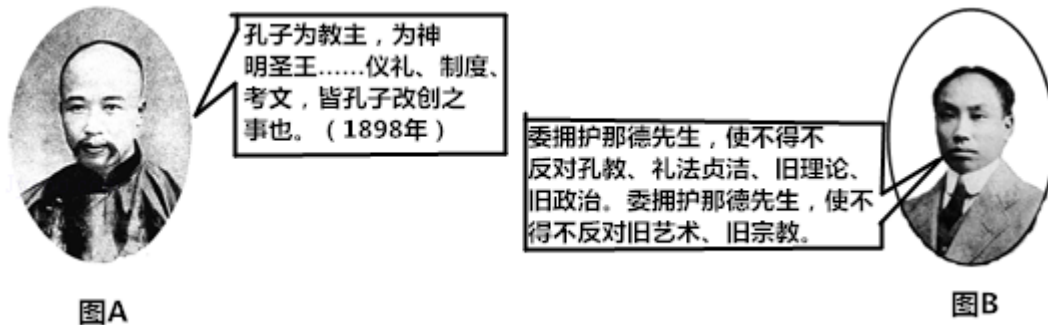 孔子为教主，为神
明圣王……仪礼、制度、
考文，皆孔子改创之
事也。（1898年）
委拥护那德先生，使不得不
反对孔教、礼法贞洁、旧理论、
旧政治。委拥护那德先生，使不
得不反对旧艺术、旧宗教。
图A
图B